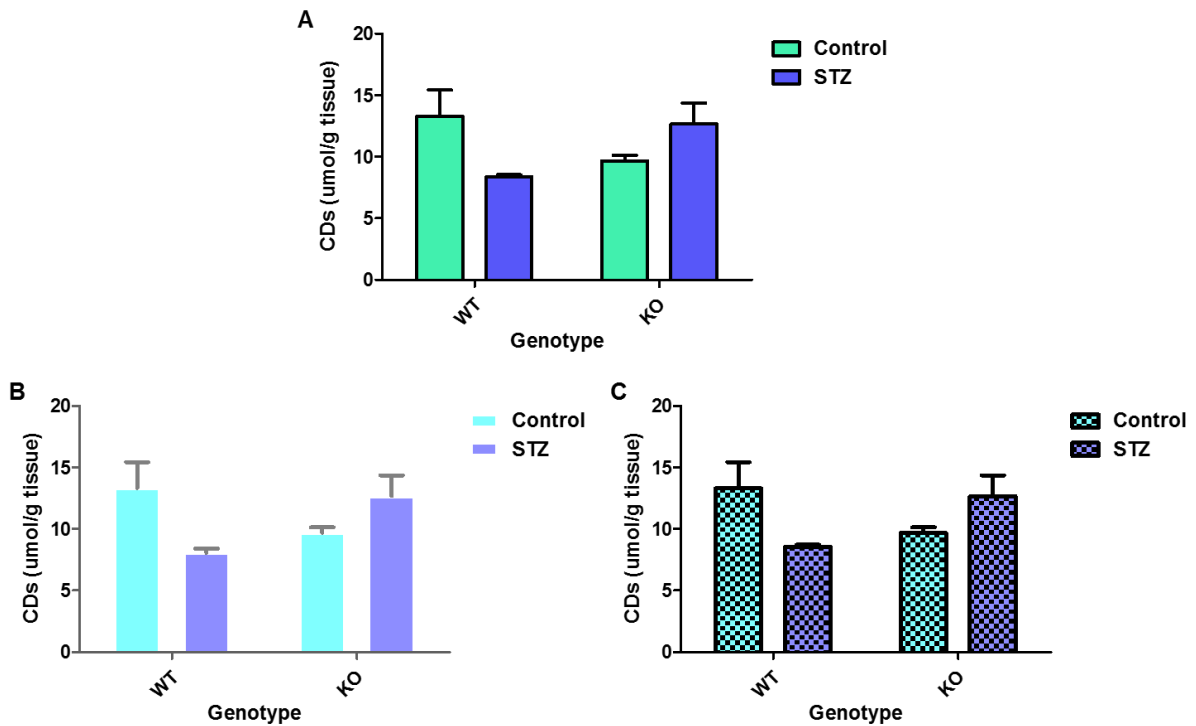 A
CDs (umol/g tissue)
20
15
10
5
0
WT
KO
Genotype
Control
STZ
B
CDs (umol/g tissue)
20
15
10
5
0
WT
KO
Genotype
Control
STZ
C
CDs (umol/g tissue)
20
15
10
5
0
WT
KO
Genotype
Control
STZ